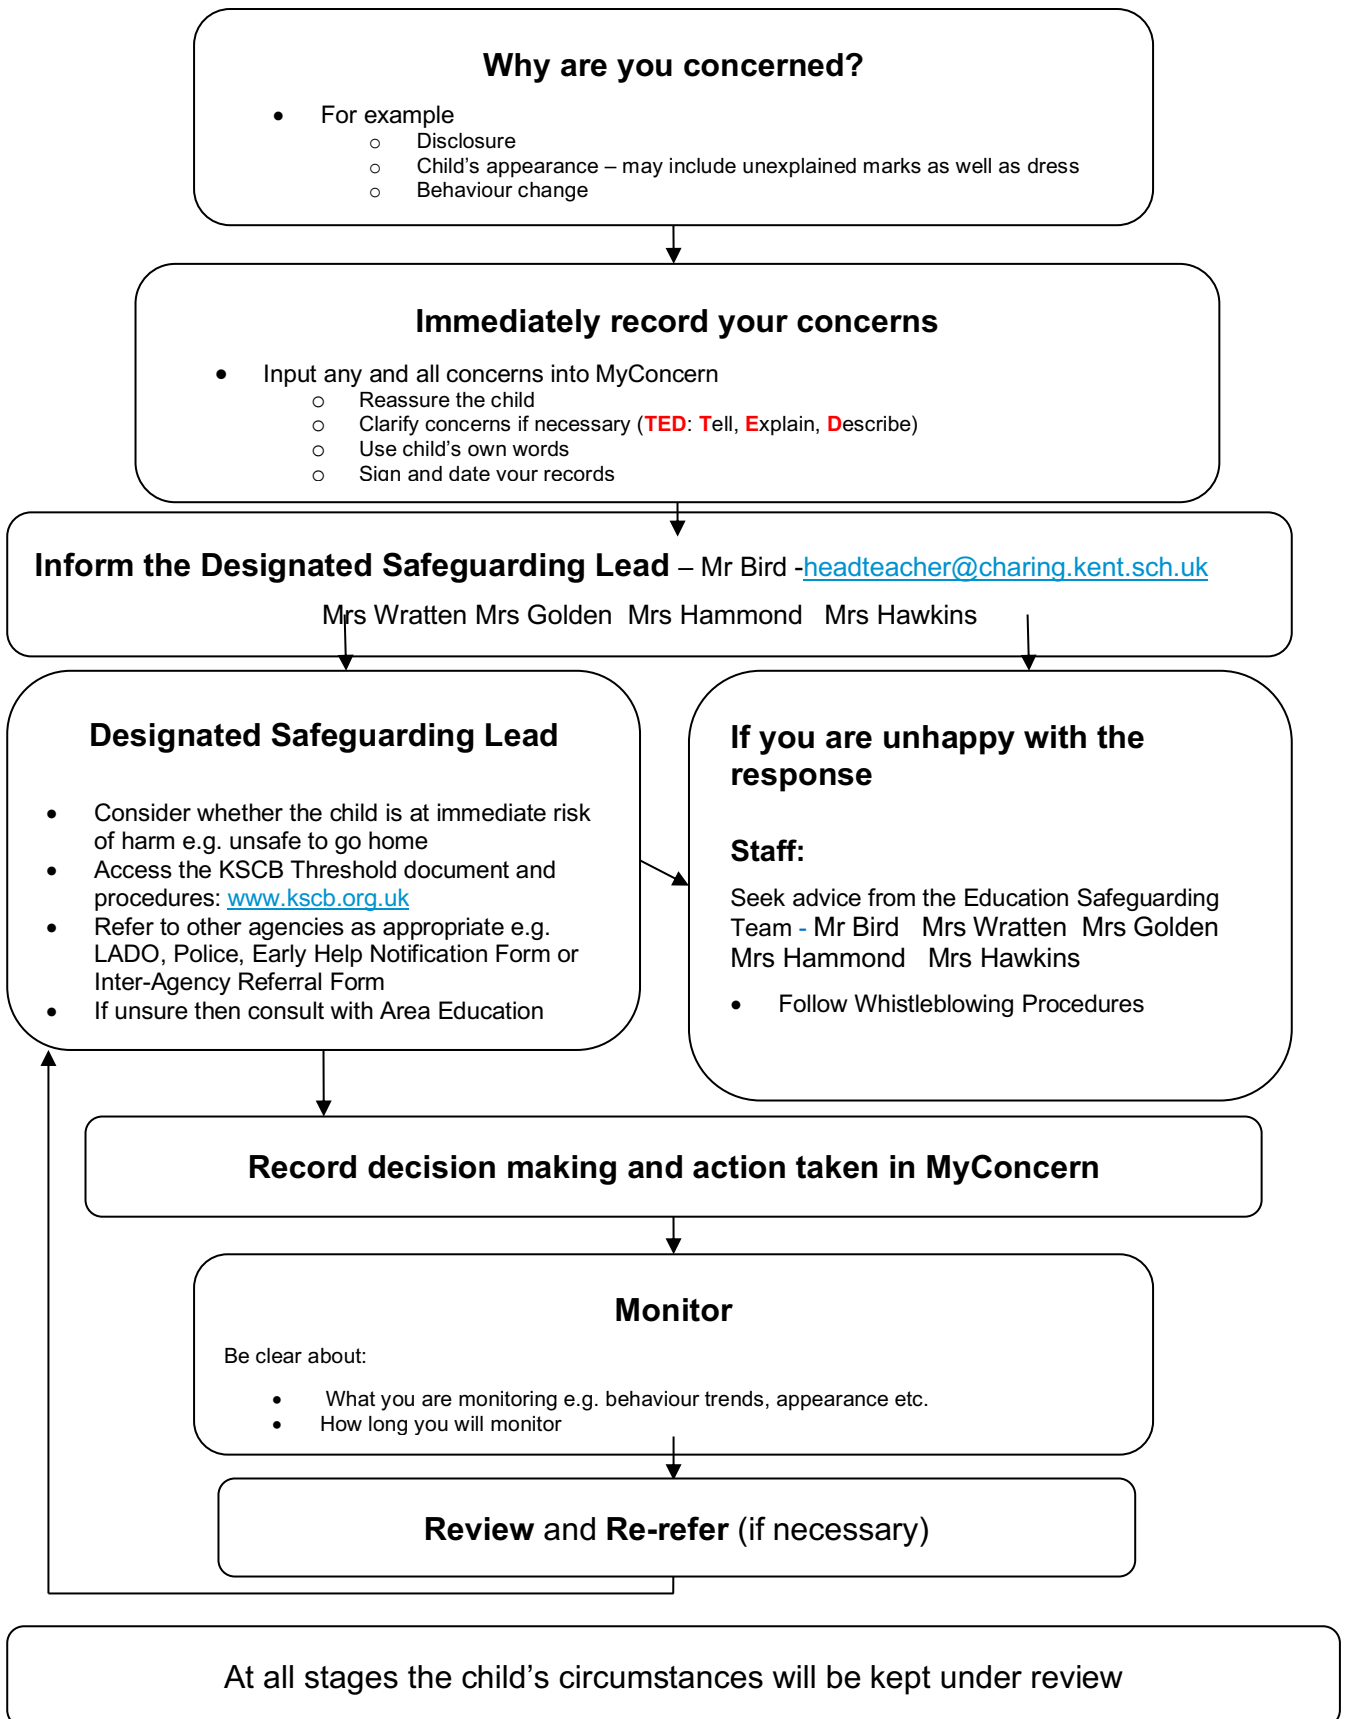 Why are you concerned?
• For example
o Disclosure
o Child’s appearance – may include unexplained marks as well as dress
o Behaviour change
Immediately record your concerns
• Input any and all concerns into MyConcern
o Reassure the child
o Clarify concerns if necessary (TED: Tell, Explain, Describe)
o Use child’s own words
o Sign and date your records
Inform the Designated Safeguarding Lead – Mr Bird -headteacher@charing.kent.sch.uk
Mrs Wratten Mrs Golden Mrs Hammond Mrs Hawkins
Designated Safeguarding Lead
• Consider whether the child is at immediate risk
of harm e.g. unsafe to go home
• Access the KSCB Threshold document and
procedures: www.kscb.org.uk
• Refer to other agencies as appropriate e.g.
LADO, Police, Early Help Notification Form or
Inter-Agency Referral Form
• If unsure then consult with Area Education
If you are unhappy with the
response
Staff:
Seek advice from the Education Safeguarding
Team - Mr Bird Mrs Wratten Mrs Golden
Mrs Hammond Mrs Hawkins
• Follow Whistleblowing Procedures
Record decision making and action taken in MyConcern
Monitor
Be clear about:
• What you are monitoring e.g. behaviour trends, appearance etc.
• How long you will monitor
Review and Re-refer (if necessary)
At all stages the child’s circumstances will be kept under review